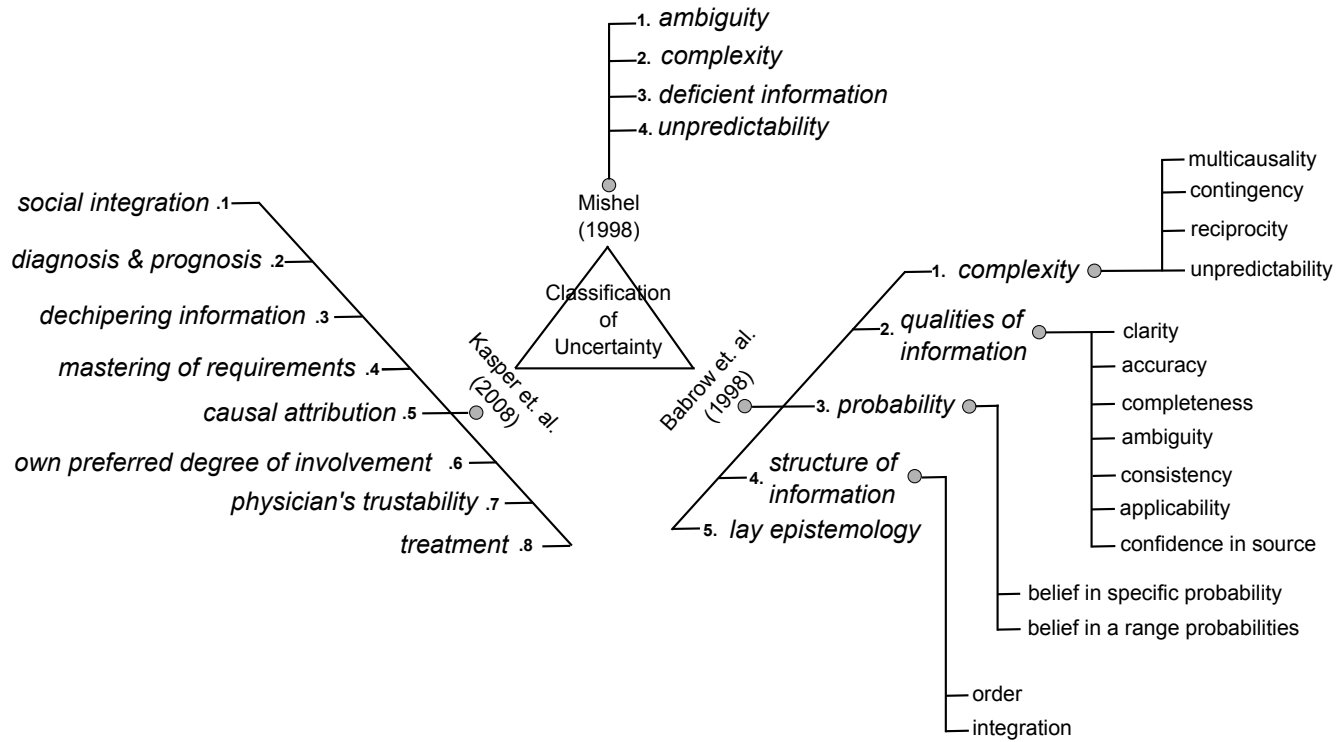 1. ambiguity
2. complexity
3. deficient information
4. unpredictability
Mishel
(1998)
Classification
of
Uncertainty
Kasper et. al.
(2008)
Babrow et. al.
(1998)
social integration .1
diagnosis & prognosis .2
dechipering information .3
mastering of requirements .4
causal attribution .5
own preferred degree of involvement .6
physician's trustability .7
treatment .8
1. complexity
multicausality
contingency
reciprocity
unpredictability
2. qualities of
information
clarity
accuracy
completeness
ambiguity
consistency
applicability
confidence in source
3. probability
belief in specific probability
belief in a range probabilities
4. structure of
information
order
integration
5. lay epistemology